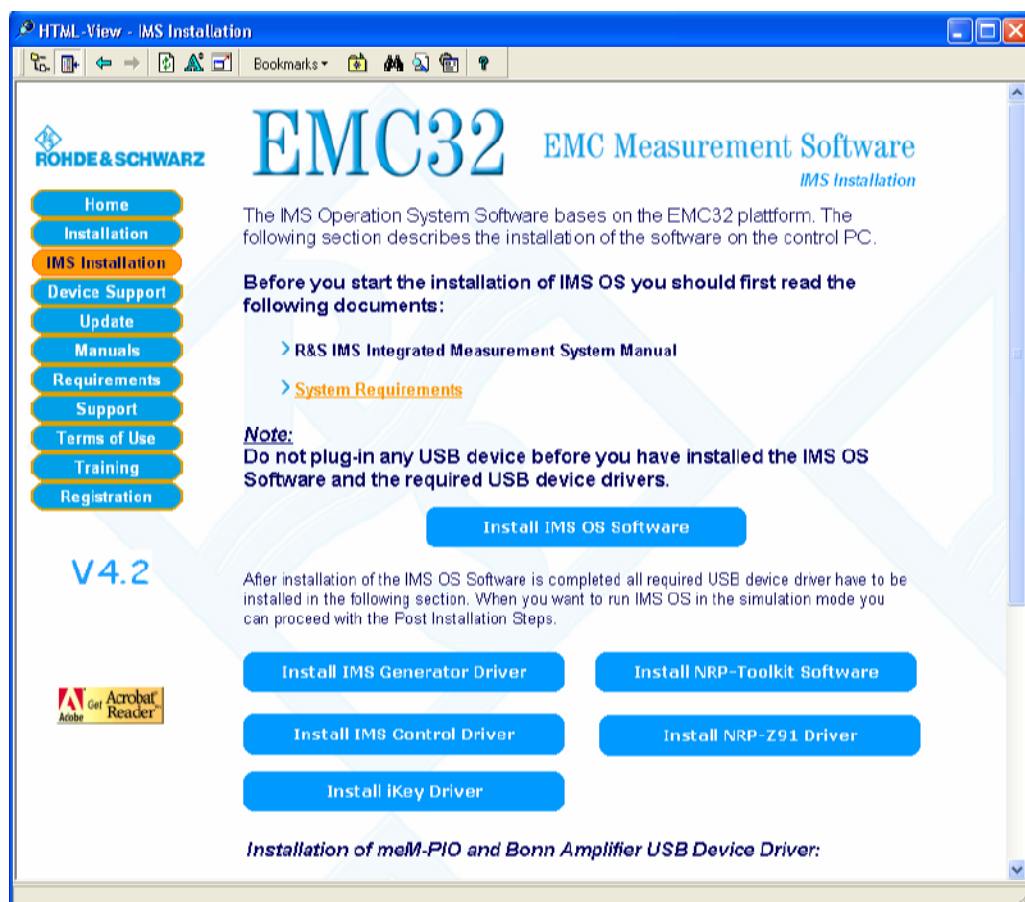 HTML-View - IMS Installation
Bookmarks
ROHDE & SCHWARZ
EMC32
EMC Measurement Software
IMS Installation
Home
Installation
IMS Installation
Device Support
Update
Manuals
Requirements
Support
Terms of Use
Training
Registration
V4.2
Adobe
Get Acrobat
Reader
The IMS Operation System Software bases on the EMC32 plattform. The
following section describes the installation of the software on the control PC.
Before you start the installation of IMS OS you should first read the
following documents:
R&S IMS Integrated Measurement System Manual
System Requirements
Note:
Do not plug-in any USB device before you have installed the IMS OS
Software and the required USB device drivers.
Install IMS OS Software
After installation of the IMS OS Software is completed all required USB device driver have to be
installed in the following section. When you want to run IMS OS in the simulation mode you
can proceed with the Post Installation Steps.
Install IMS Generator Driver
Install NRP-Toolkit Software
Install IMS Control Driver
Install NRP-Z91 Driver
Install iKey Driver
Installation of meM-PIO and Bonn Amplifier USB Device Driver: